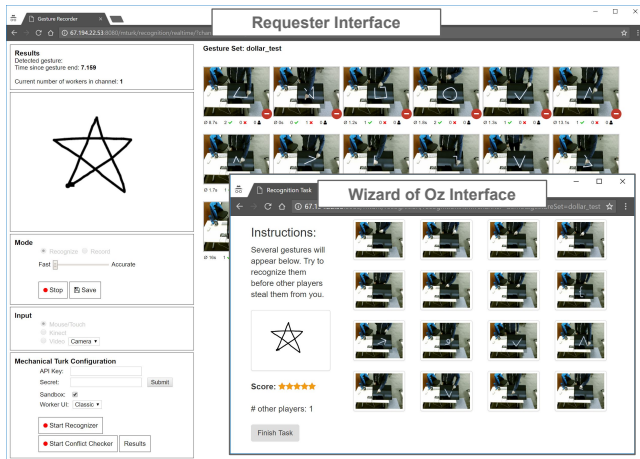 Requester Interface
Gesture Recorder
67.194.22.53:8080/mturk/recognition/realtime/?chan
Results
Detected gesture:
Time since gesture end: 7.159
Current number of workers in channel: 1
Mode
Recognize Record
Fast Accurate
Stop Save
Input
Mouse/Touch
Kinect
Video Camera
Mechanical Turk Configuration
API Key:
Secret: Submit
Sandbox:
Worker UI: Classic
Start Recognizer
Start Conflict Checker Results
Gesture Set: dollar_test
Wizard of Oz Interface
Recognition Task
Instructions:
Several gestures will
appear below. Try to
recognize them
before other players
steal them from you.
Score: ★★★★★
# other players: 1
Finish Task